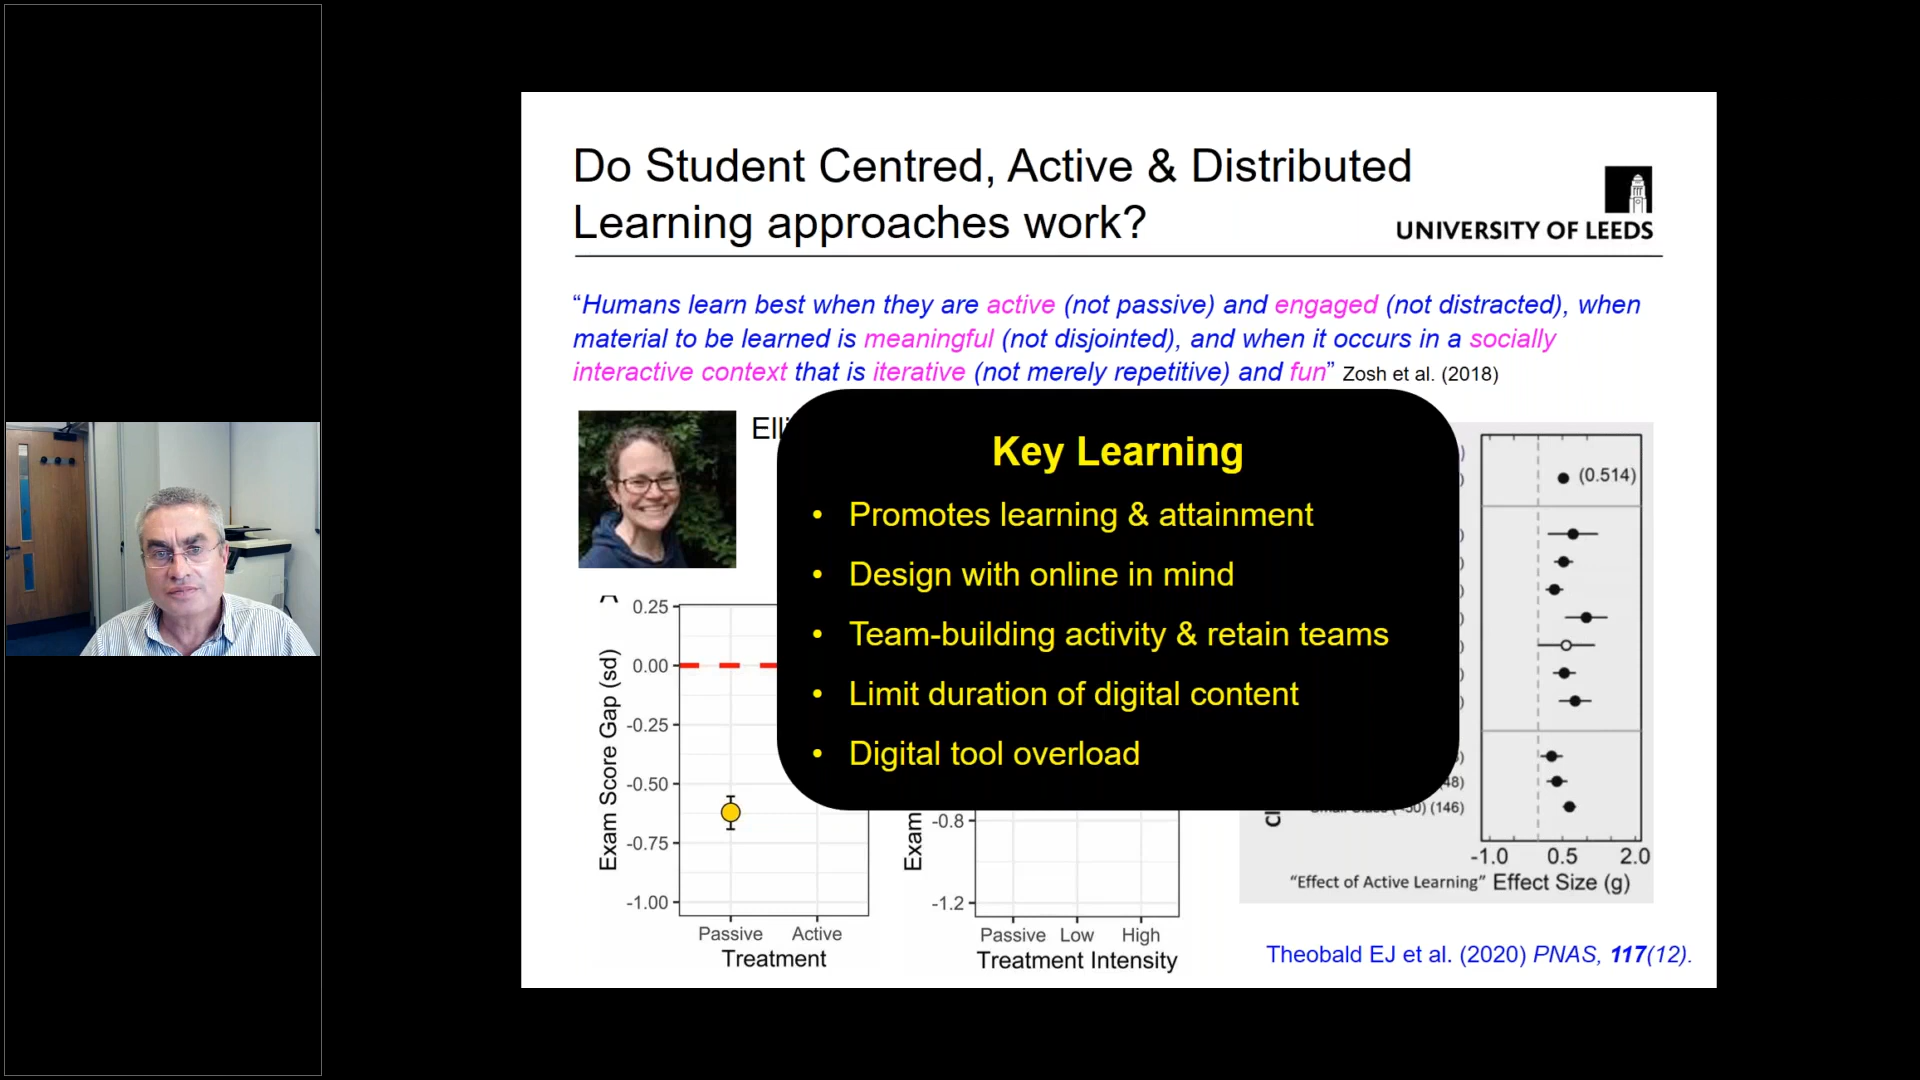 Do Student Centred, Active & Distributed
Learning approaches work?
UNIVERSITY OF LEEDS
“Humans learn best when they are active (not passive) and engaged (not distracted), when
material to be learned is meaningful (not disjointed), and when it occurs in a socially
interactive context that is iterative (not merely repetitive) and fun” Zosh et al. (2018)
Key Learning
• Promotes learning & attainment
• Design with online in mind
• Team-building activity & retain teams
• Limit duration of digital content
• Digital tool overload
0.25
0.00
-0.25
-0.50
-0.75
-1.00
Exam Score Gap (sd)
Passive Active
Treatment
Exam
-0.8
-1.2
Passive Low High
Treatment Intensity
(0.514)
48)
(146)
-1.0 0.5 2.0
“Effect of Active Learning” Effect Size (g)
Theobald EJ et al. (2020) PNAS, 117(12).